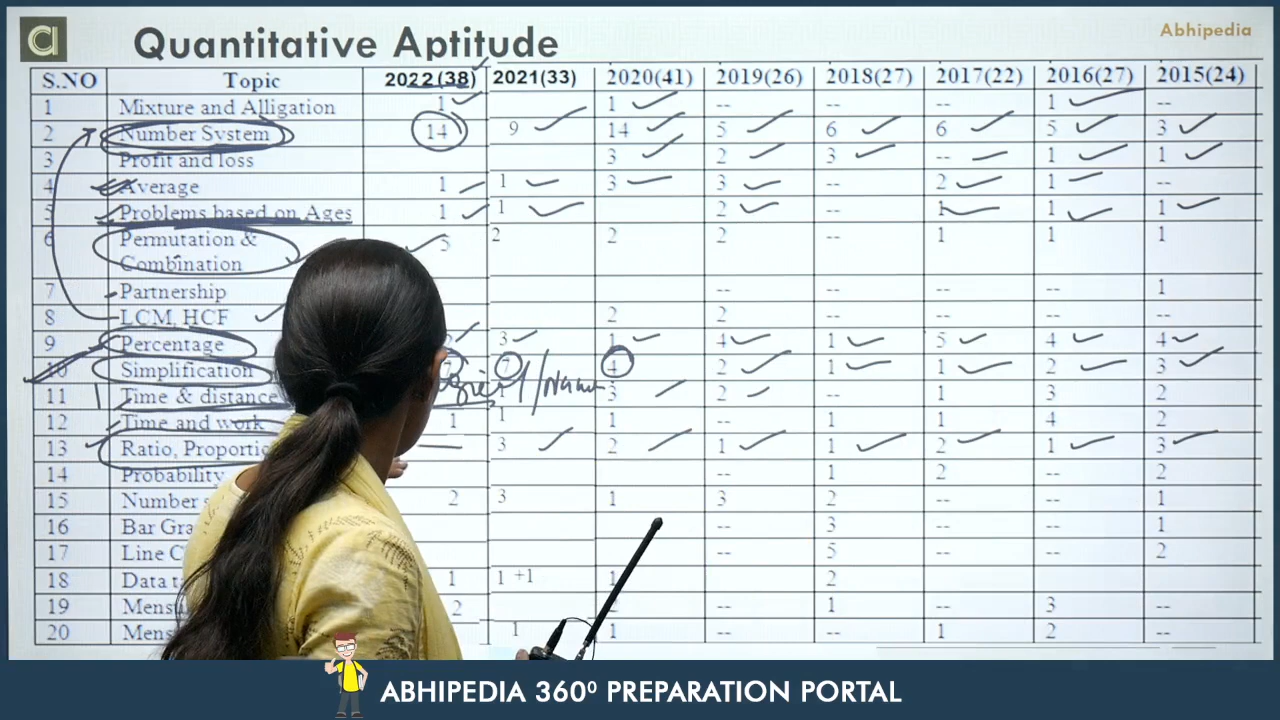 a Quantitative Aptitude Abhipedia
S.NO Topic 2022(38) 2021(33) 2020(41) 2019(26) 2018(27) 2017(22) 2016(27) 2015(24)
1 Mixture and Alligation 1 1 -- -- -- 1 --
2 Number System 14 9 14 5 6 6 5 3
3 Profit and loss 3 2 3 -- 1 1
4 Average 1 1 3 3 -- 2 1 --
5 Problems based on Ages 1 1 2 -- 1 1 1
6 Permutation & 2 2 2 -- 1 1 1
Combination
7 Partnership -- -- -- -- 1
8 LCM, HCF 2 2 -- -- -- --
9 Percentage 3 1 4 1 5 4 4
10 Simplification 7 4 2 1 1 2 3
11 Time & distance 3 2 -- 1 3 2
12 Time and work 1 1 1 -- 1 1 4 2
13 Ratio, 3 2 1 1 2 1 3
14 Probability -- 1 2 -- 2
15 Number 2 3 1 3 2 -- -- 1
16 Bar -- 3 -- -- 1
17 Line -- 5 -- -- 2
18 Data 1 1 +1 1 2
19 2 -- 1 -- 3 --
20 1 1 -- -- 1 2 --
ABHIPEDIA 360⁰ PREPARATION PORTAL